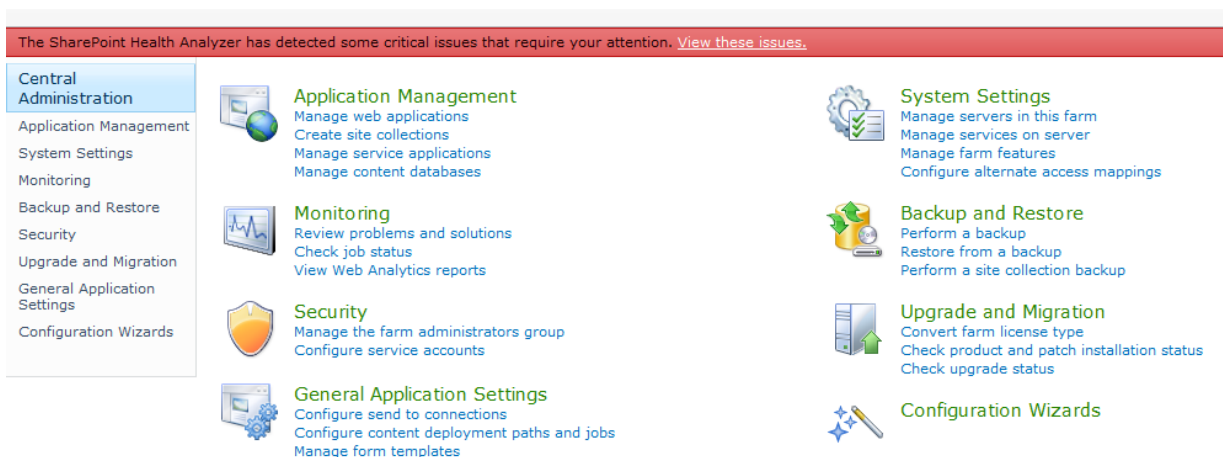 The SharePoint Health Analyzer has detected some critical issues that require your attention. View these issues.
Central
Administration
Application Management
System Settings
Monitoring
Backup and Restore
Security
Upgrade and Migration
General Application
Settings
Configuration Wizards
Application Management
Manage web applications
Create site collections
Manage service applications
Manage content databases
Monitoring
Review problems and solutions
Check job status
View Web Analytics reports
Security
Manage the farm administrators group
Configure service accounts
General Application Settings
Configure send to connections
Configure content deployment paths and jobs
Manage form templates
System Settings
Manage servers in this farm
Manage services on server
Manage farm features
Configure alternate access mappings
Backup and Restore
Perform a backup
Restore from a backup
Perform a site collection backup
Upgrade and Migration
Convert farm license type
Check product and patch installation status
Check upgrade status
Configuration Wizards